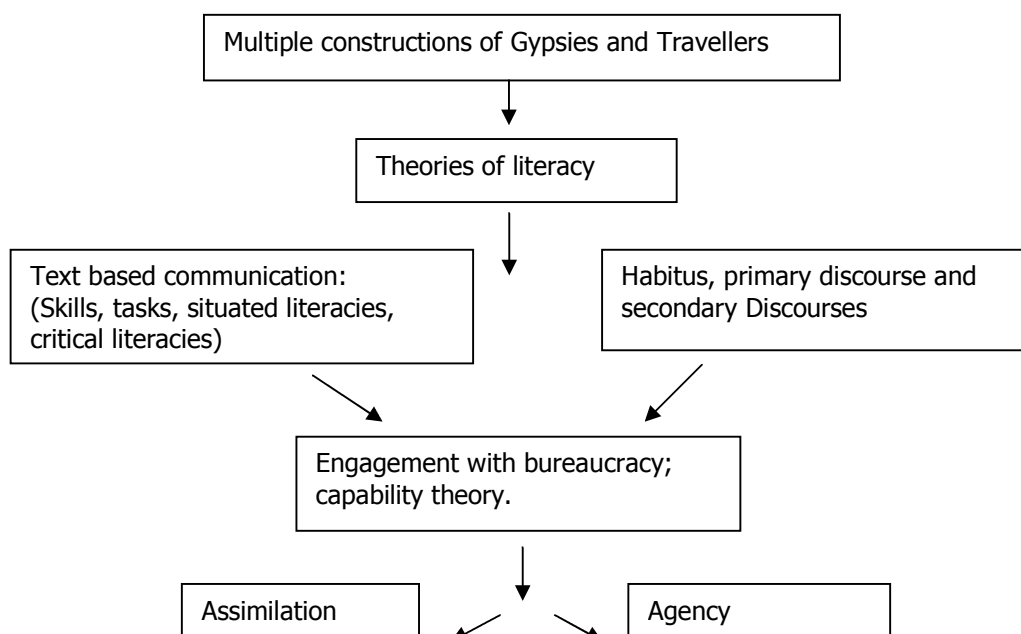 Multiple constructions of Gypsies and Travellers
Theories of literacy
Text based communication:
(Skills, tasks, situated literacies,
critical literacies)
Habitus, primary discourse and
secondary Discourses
Engagement with bureaucracy;
capability theory.
Assimilation
Agency